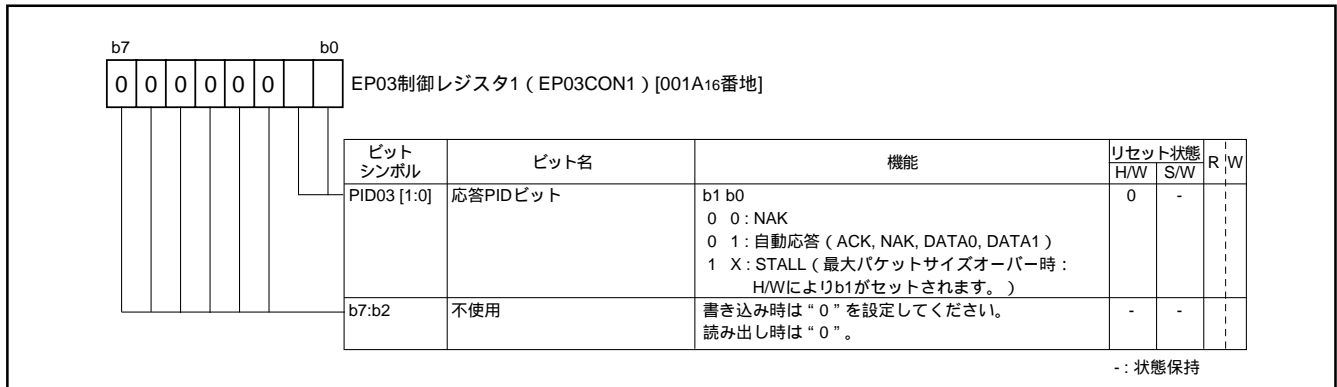 b7 b0
0 0 0 0 0 0 EP03制御レジスタ1（EP03CON1）[001A16番地]
ビットシンボル ビット名 機能 リセット状態 R W
H/W S/W
PID03 [1:0] 応答PIDビット b1 b0 0 -
0 0 : NAK
0 1 : 自動応答（ACK, NAK, DATA0, DATA1）
1 X : STALL（最大パケットサイズオーバー時：
H/Wによりb1がセットされます。）
b7:b2 不使用 書き込み時は“0”を設定してください。 - -
読み出し時は“0”。
- : 状態保持